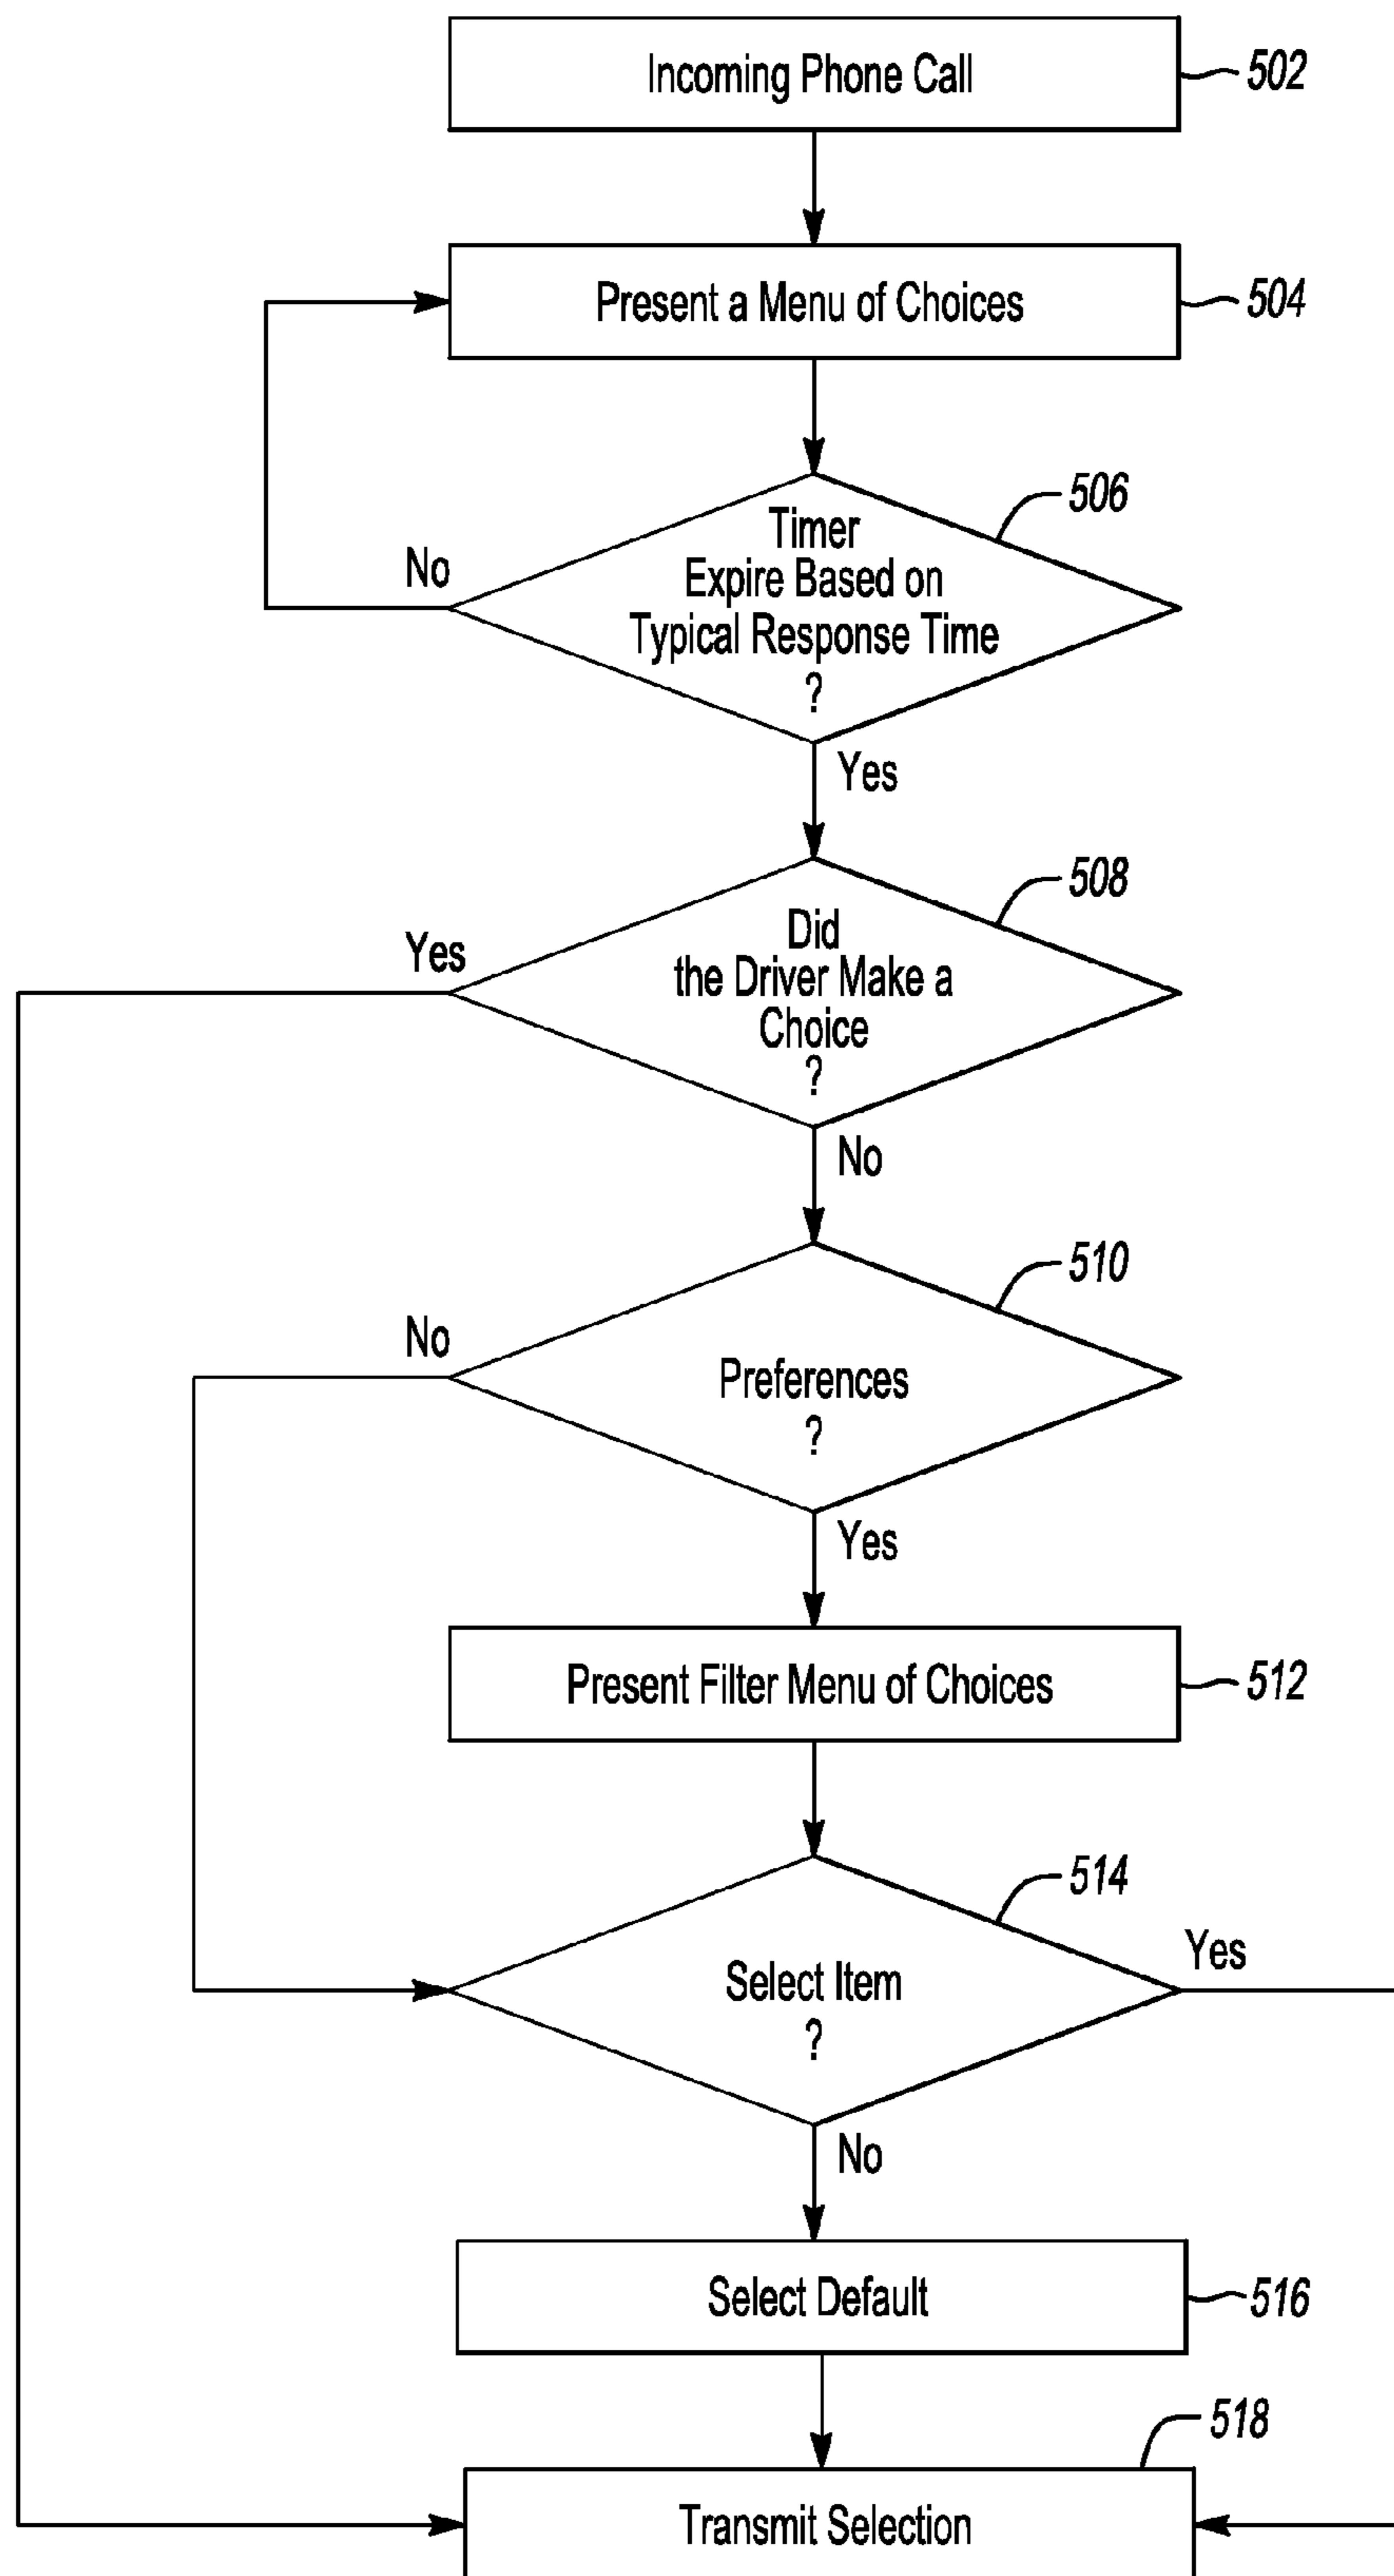 Incoming Phone Call
502
Present a Menu of Choices
504
506
Timer
Expire Based on
Typical Response Time
?
No
Yes
508
Did
the Driver Make a
Choice
?
Yes
No
510
Preferences
?
No
Yes
Present Filter Menu of Choices
512
514
Select Item
?
Yes
No
Select Default
516
518
Transmit Selection